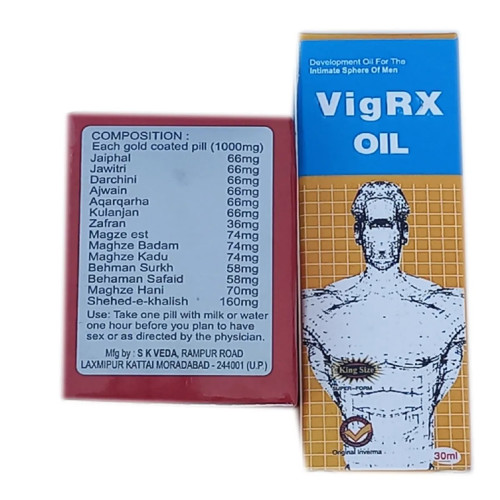 COMPOSITION :
Each gold coated pill (1000mg)
Jaiphal 66mg
Jawitri 66mg
Darchini 66mg
Ajwain 66mg
Aqarqarha 66mg
Kulanjan 66mg
Zafran 36mg
Magze est 74mg
Maghze Badam 74mg
Maghze Kadu 74mg
Behman Surkh 58mg
Behaman Safaid 58mg
Maghze Hani 70mg
Shehed-e-khalish 160mg
Use: Take one pill with milk or water
one hour before you plan to have
sex or as directed by the physician.
Mfg by : S K VEDA, RAMPUR ROAD
LAXMIPUR KATTAI MORADABAD - 244001 (U.P.)
Development Oil For The
Intimate Sphere Of Men
VigRX
OIL
King Size
SUPER-FORM
Original Inverma
30ml